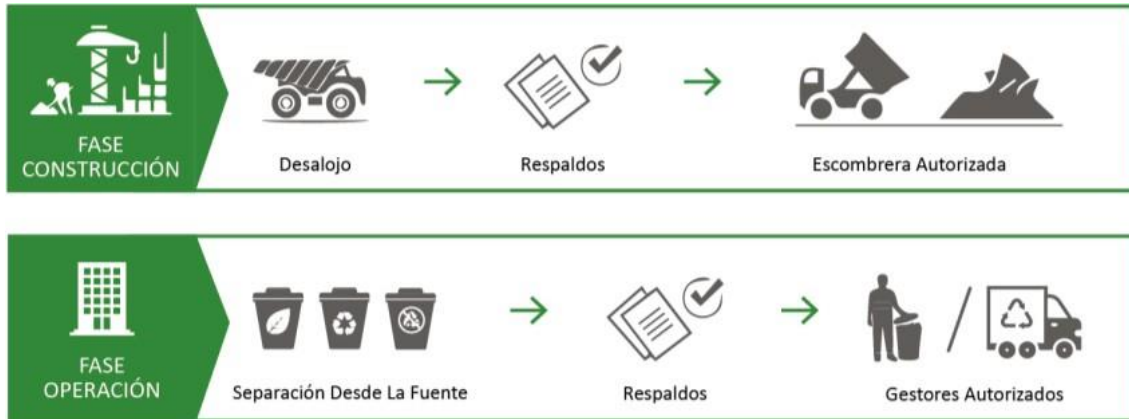 FASE
CONSTRUCCIÓN
Desalojo
Respaldos
Escombrera Autorizada
FASE
OPERACIÓN
Separación Desde La Fuente
Respaldos
Gestores Autorizados